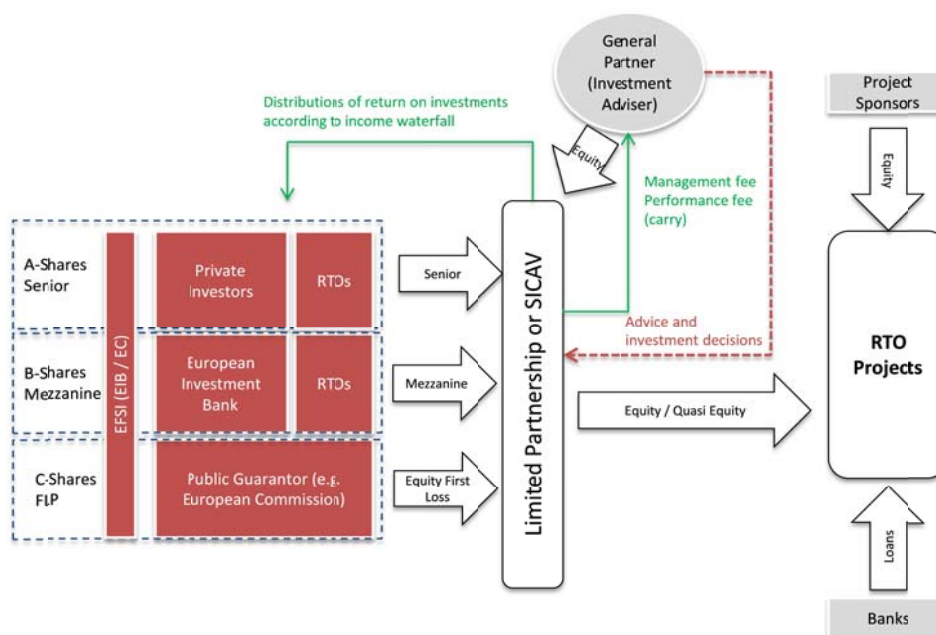 General
Partner
(Investment
Adviser)
Project
Sponsors
Distributions of return on investments
according to income waterfall
Equity
Equity
Management fee
Performance fee
(carry)
A-Shares
Senior
EFSI (EIB / EC)
Private
Investors
RTOs
Senior
Limited Partnership or SICAV
Advice and
investment decisions
RTO
Projects
B-Shares
Mezzanine
European
Investment
Bank
RTOs
Mezzanine
Equity / Quasi Equity
C-Shares
FLP
Public Guarantor (e.g.
European Commission)
Equity First
Loss
Loans
Banks